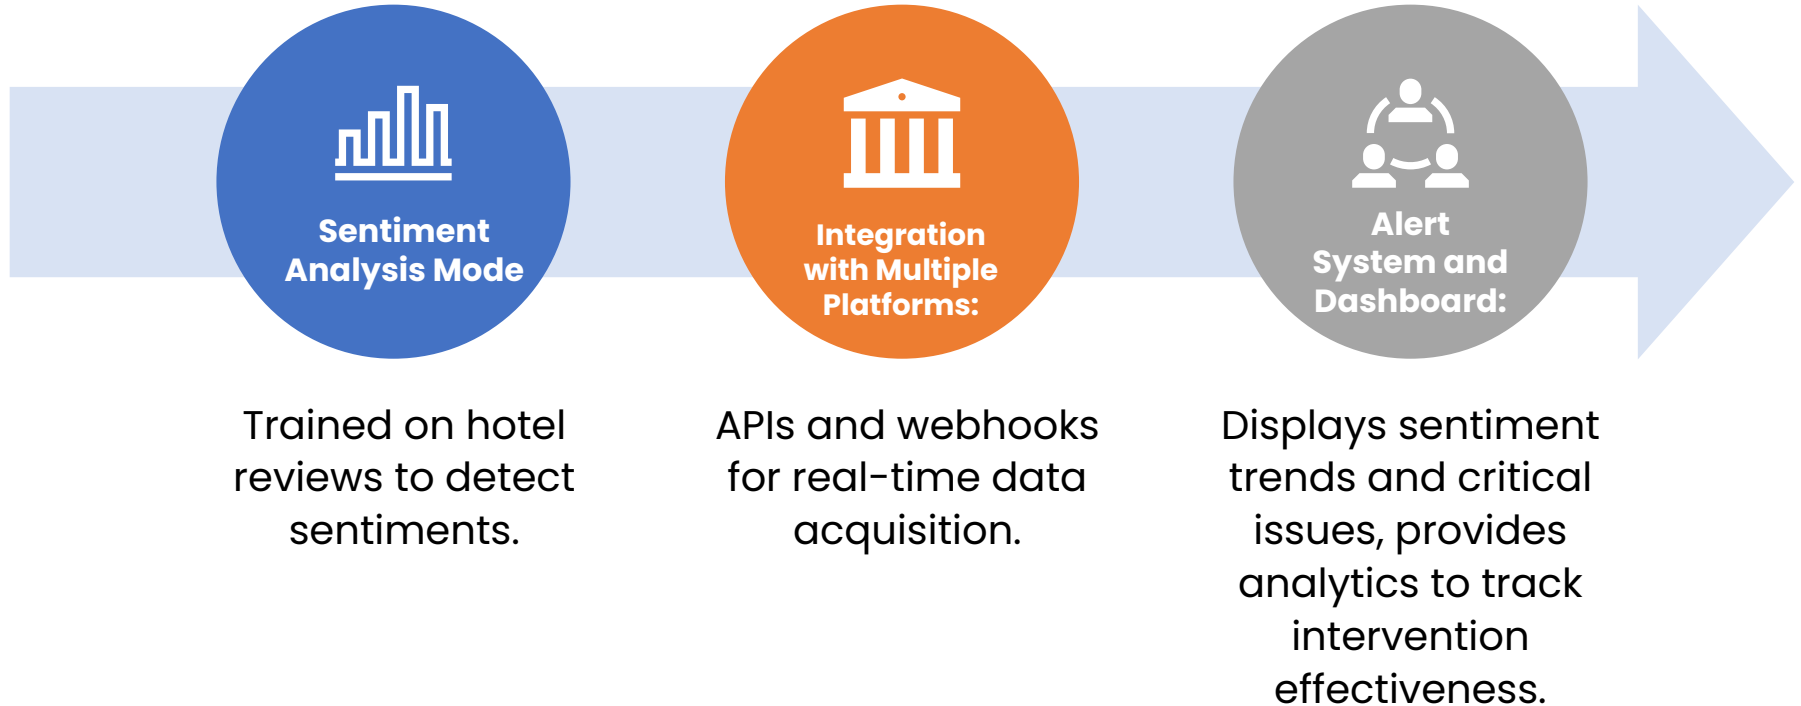 Sentiment
Analysis Mode
Integration
with Multiple
Platforms:
Alert
System and
Dashboard:
Trained on hotel
reviews to detect
sentiments.
APIs and webhooks
for real-time data
acquisition.
Displays sentiment
trends and critical
issues, provides
analytics to track
intervention
effectiveness.